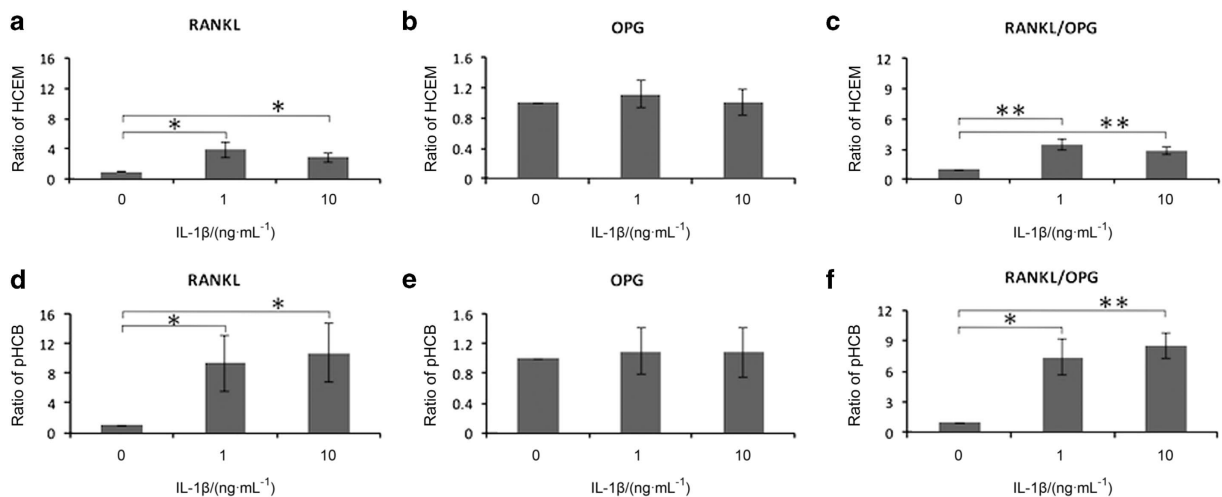 a
RANKL
Ratio of HCEM
16
12
8
4
0
*
*
0 1 10
IL-1β/(ng·mL⁻¹)
b
OPG
Ratio of HCEM
1.6
1.2
0.8
0.4
0
0 1 10
IL-1β/(ng·mL⁻¹)
c
RANKL/OPG
Ratio of HCEM
12
9
6
3
0
**
**
0 1 10
IL-1β/(ng·mL⁻¹)
d
RANKL
Ratio of pHCB
16
12
8
4
0
*
*
0 1 10
IL-1β/(ng·mL⁻¹)
e
OPG
Ratio of pHCB
1.6
1.2
0.8
0.4
0
0 1 10
IL-1β/(ng·mL⁻¹)
f
RANKL/OPG
Ratio of pHCB
12
9
6
3
0
**
*
0 1 10
IL-1β/(ng·mL⁻¹)